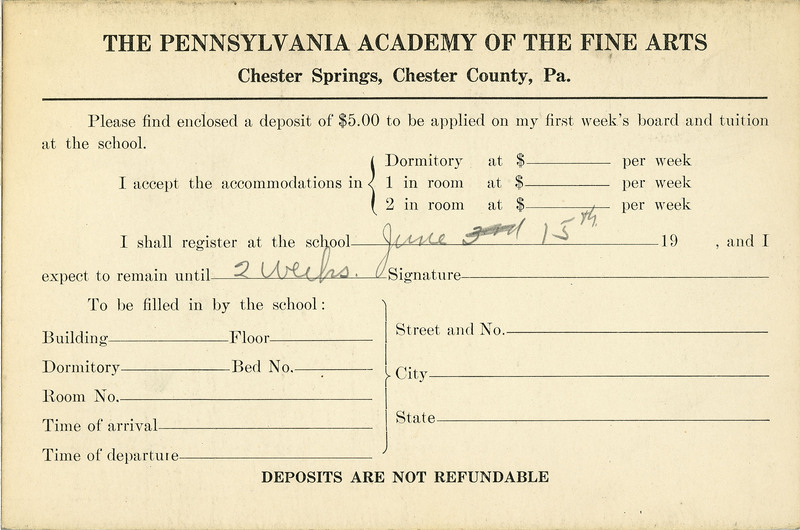 THE PENNSYLVANIA ACADEMY OF THE FINE ARTS
Chester Springs, Chester County, Pa.
Please find enclosed a deposit of $5.00 to be applied on my first week's board and tuition
at the school.
I accept the accommodations in
Dormitory at $ per week
1 in room at $ per week
2 in room at $ per week
I shall register at the school June 3rd 15th 19 , and I
expect to remain until 2 weeks. Signature
To be filled in by the school:
Building Floor
Dormitory Bed No.
Room No.
Time of arrival
Time of departure
Street and No.
City
State
DEPOSITS ARE NOT REFUNDABLE